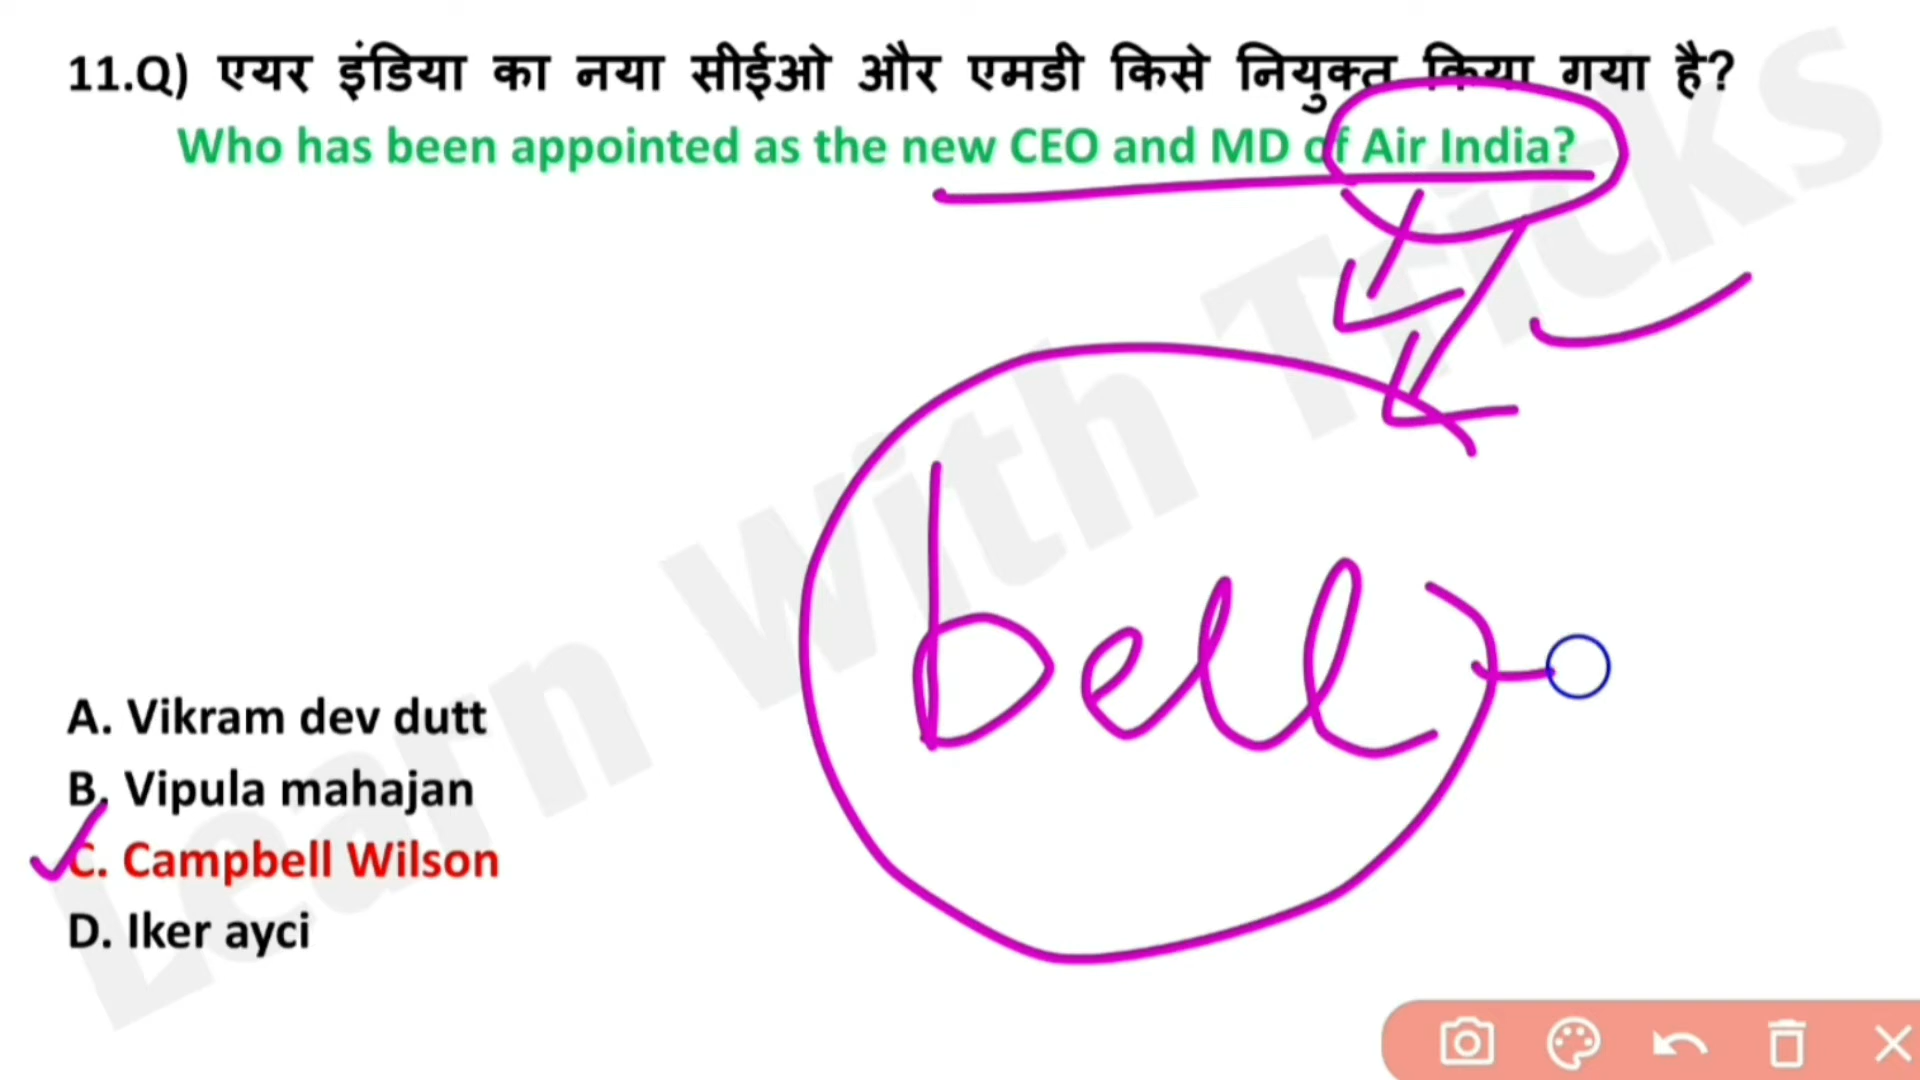 11.Q) एयर इंडिया का नया सीईओ और एमडी किसे नियुक्त किया गया है?
Who has been appointed as the new CEO and MD of Air India?
bell
A. Vikram dev dutt
B. Vipula mahajan
C. Campbell Wilson
D. Iker ayci
Learn With Tricks